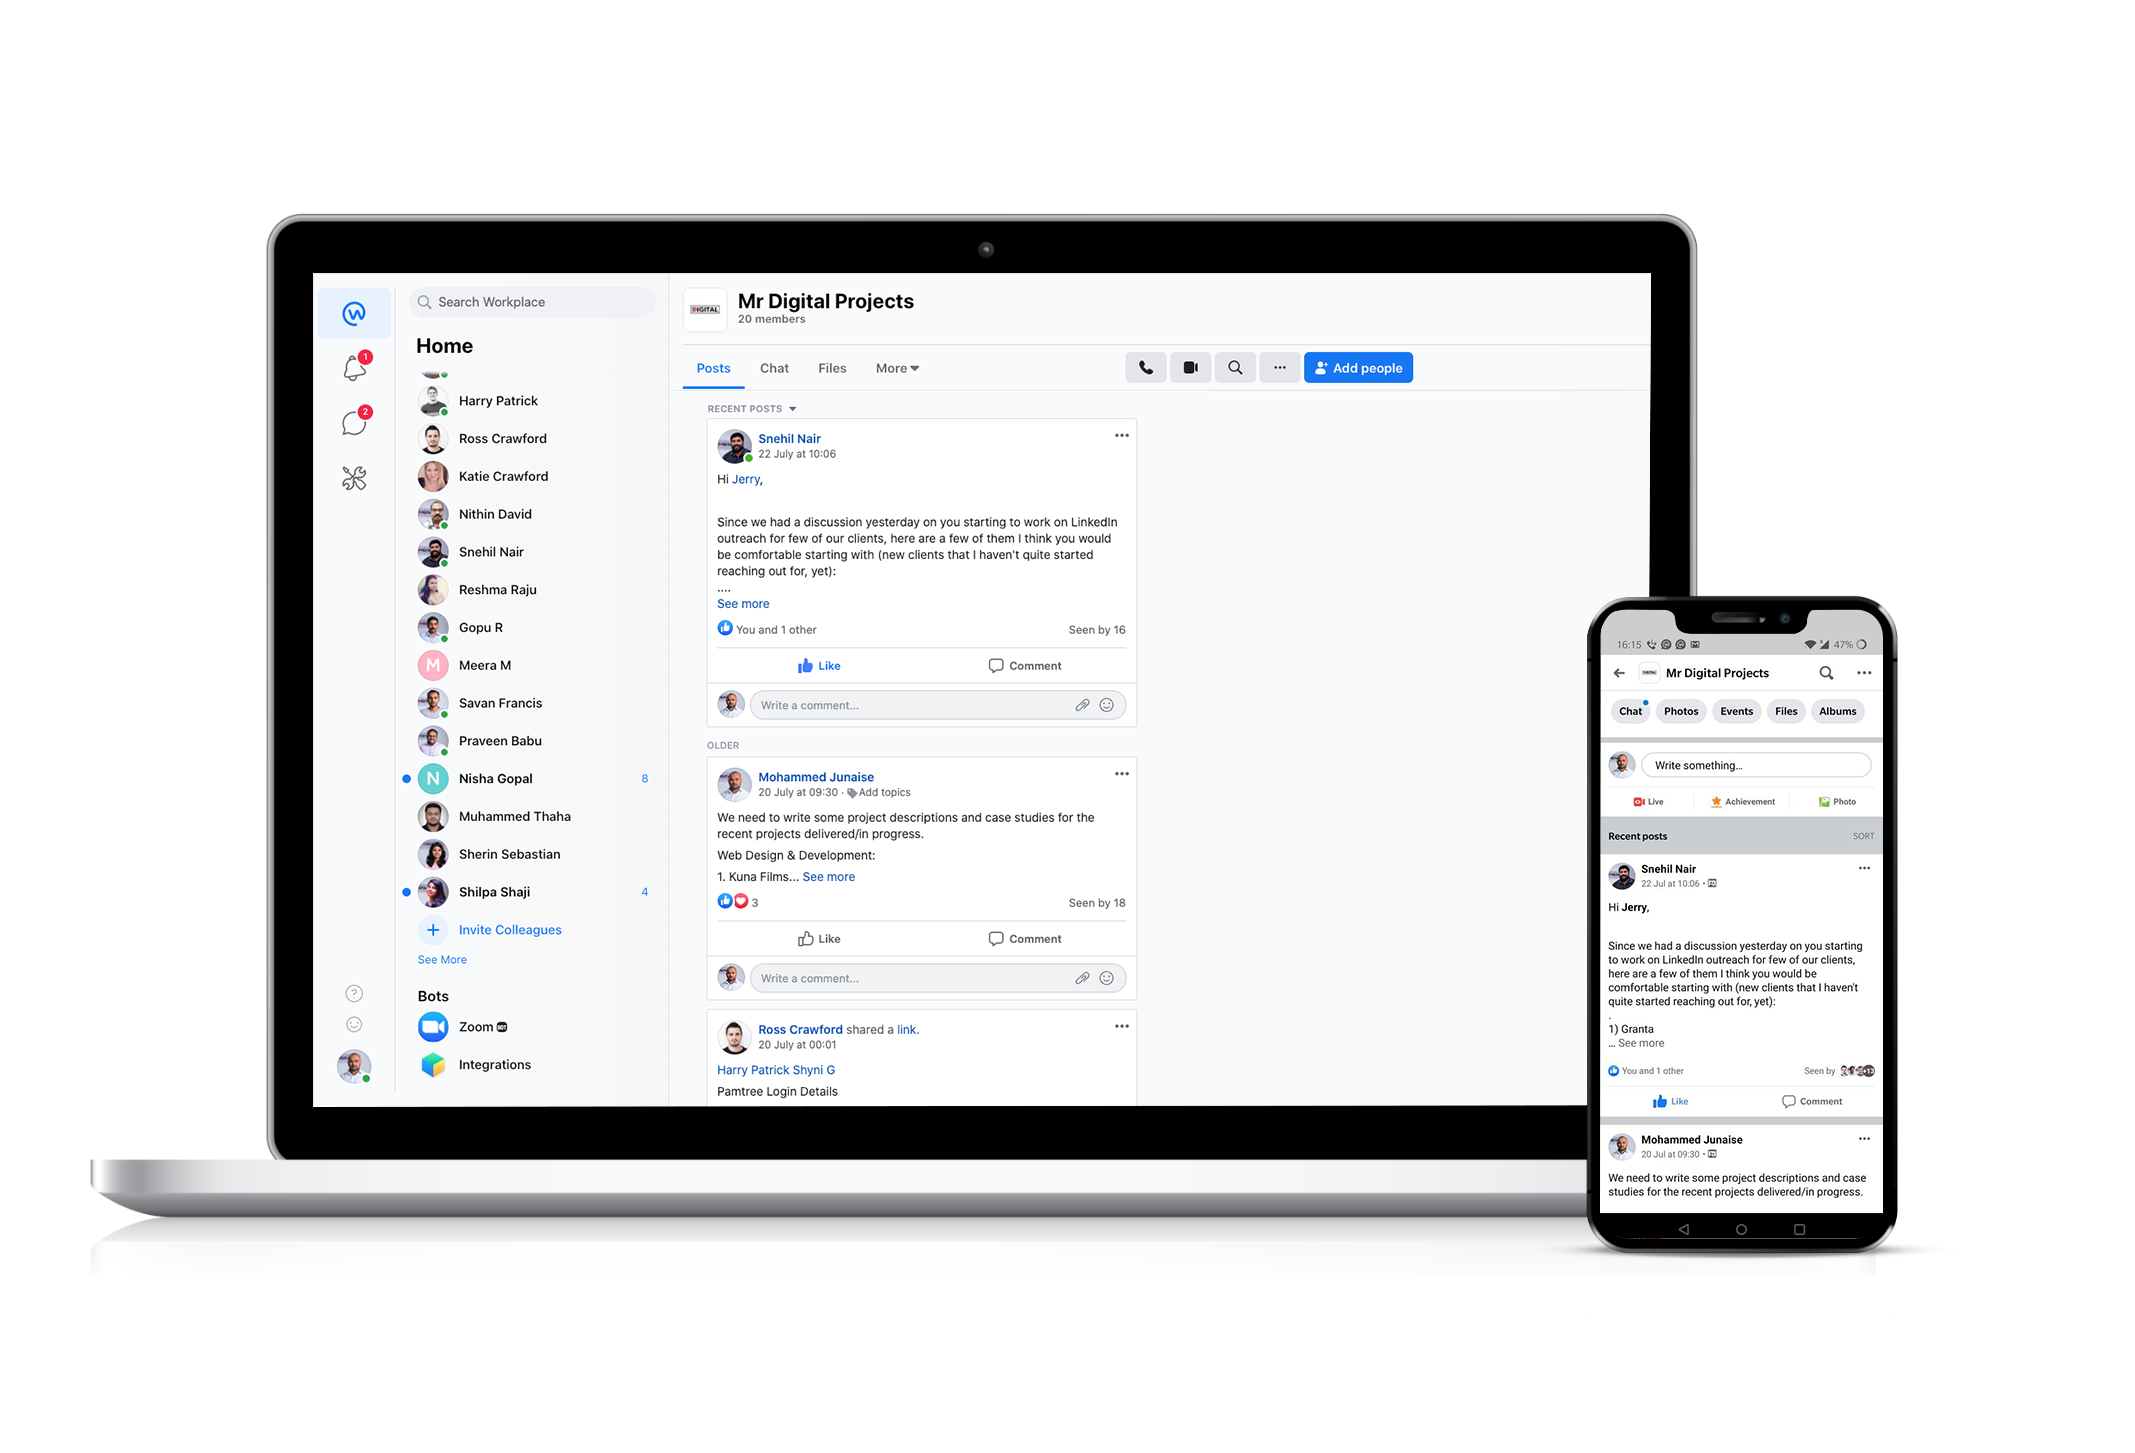 Search Workplace
Home
Harry Patrick
Ross Crawford
Katie Crawford
Nithin David
Snehil Nair
Reshma Raju
Gopu R
M
Meera M
Savan Francis
Praveen Babu
N
Nisha Gopal
8
Muhammed Thaha
Sherin Sebastian
Shilpa Shaji
4
Invite Colleagues
See More
Bots
Zoom BOT
Integrations
1
2
DIGITAL
Mr Digital Projects
20 members
Posts
Chat
Files
More
Add people
RECENT POSTS
Snehil Nair
22 July at 10:06
Hi Jerry,
Since we had a discussion yesterday on you starting to work on LinkedIn
outreach for few of our clients, here are a few of them I think you would
be comfortable starting with (new clients that I haven't quite started
reaching out for, yet):
....
See more
You and 1 other
Seen by 16
Like
Comment
Write a comment...
OLDER
Mohammed Junaise
20 July at 09:30 · Add topics
We need to write some project descriptions and case studies for the
recent projects delivered/in progress.
Web Design & Development:
1. Kuna Films... See more
3
Seen by 18
Like
Comment
Write a comment...
Ross Crawford shared a link.
20 July at 00:01
Harry Patrick Shyni G
Pamtree Login Details
16:15
47%
Mr Digital Projects
Chat
Photos
Events
Files
Albums
Write something...
Live
Achievement
Photo
Recent posts
SORT
Snehil Nair
22 Jul at 10:06 •
Hi Jerry,
Since we had a discussion yesterday on you starting
to work on LinkedIn outreach for few of our clients,
here are a few of them I think you would be
comfortable starting with (new clients that I haven't
quite started reaching out for, yet):
.
1) Granta
... See more
You and 1 other
Seen by
+13
Like
Comment
Mohammed Junaise
20 Jul at 09:30 •
We need to write some project descriptions and case
studies for the recent projects delivered/in progress.